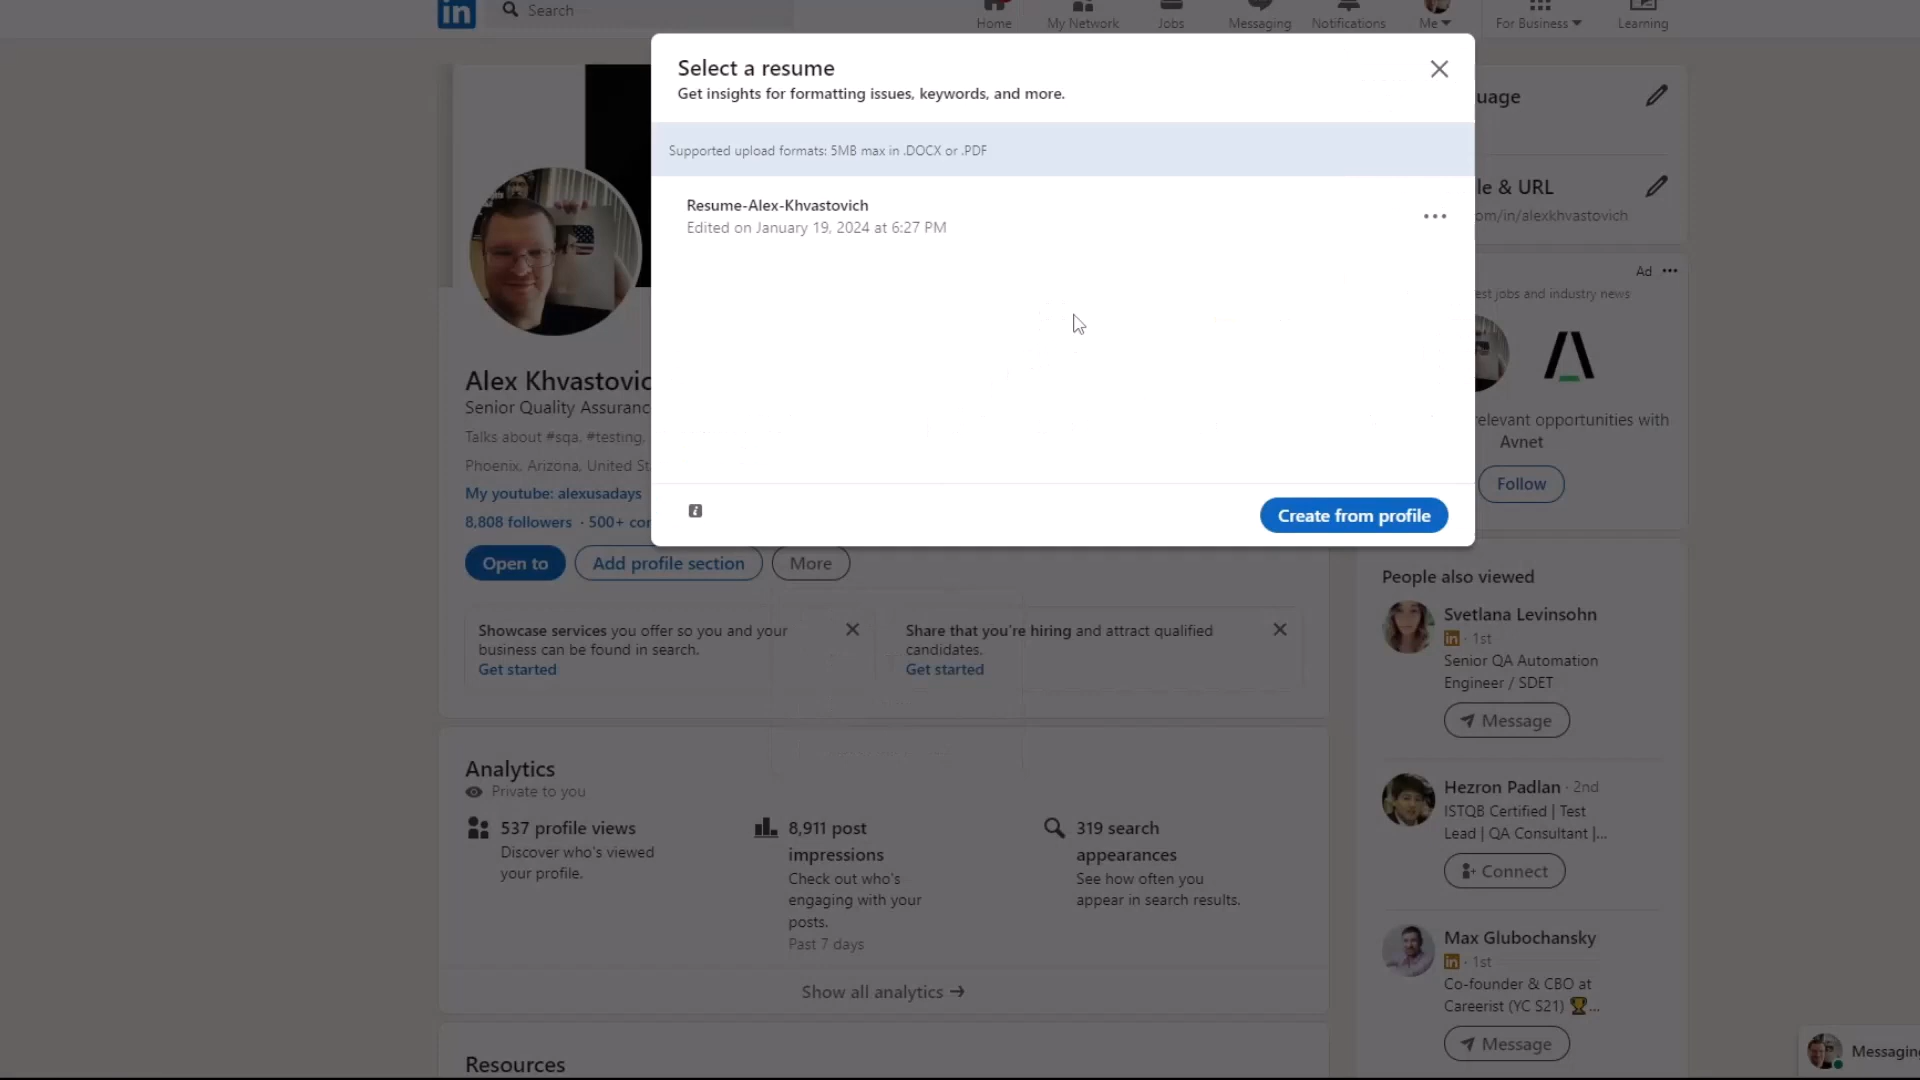 in
Search
Home
My Network
Jobs
Messaging
Notifications
Me
For Business
Learning
Select a resume
Get insights for formatting issues, keywords, and more.
Supported upload formats: 5MB max in .DOCX or .PDF
Resume-Alex-Khvastovich
Edited on January 19, 2024 at 6:27 PM
Create from profile
uage
le & URL
om/in/alexkhvastovich
Ad
est jobs and industry news
relevant opportunities with
Avnet
Follow
Alex Khvastovic
Senior Quality Assuranc
Talks about #sqa, #testing,
Phoenix, Arizona, United St
My youtube: alexusadays
8,808 followers · 500+ con
Open to
Add profile section
More
Showcase services you offer so you and your
business can be found in search.
Get started
Share that you're hiring and attract qualified
candidates.
Get started
Analytics
Private to you
537 profile views
Discover who's viewed
your profile.
8,911 post
impressions
Check out who's
engaging with your
posts.
Past 7 days
319 search
appearances
See how often you
appear in search results.
Show all analytics →
Resources
People also viewed
Svetlana Levinsohn
in · 1st
Senior QA Automation
Engineer / SDET
Message
Hezron Padlan · 2nd
ISTQB Certified | Test
Lead | QA Consultant |...
Connect
Max Glubochansky
in · 1st
Co-founder & CBO at
Careerist (YC S21) 🏆...
Message
Messaging